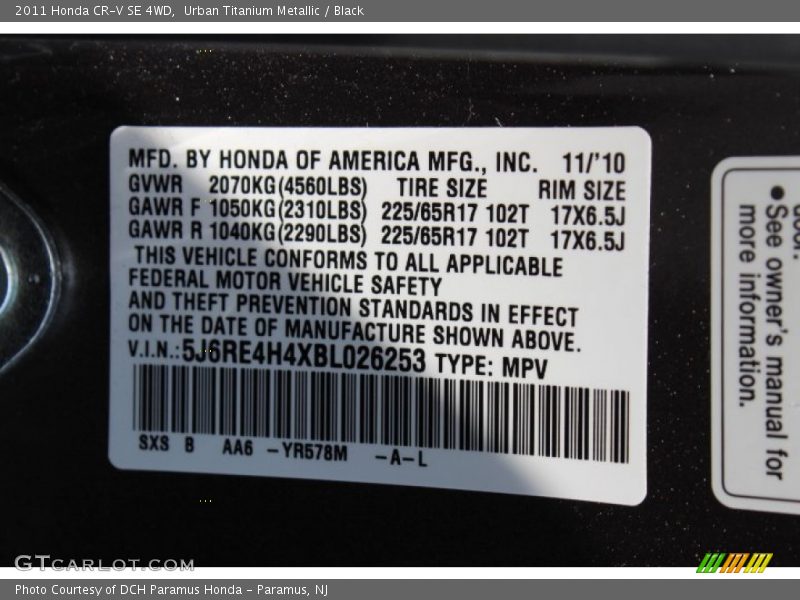 2011 Honda CR-V SE 4WD, Urban Titanium Metallic / Black
MFD. BY HONDA OF AMERICA MFG., INC. 11/'10
GVWR 2070KG(4560LBS) TIRE SIZE RIM SIZE
GAWR F 1050KG(2310LBS) 225/65R17 102T 17X6.5J
GAWR R 1040KG(2290LBS) 225/65R17 102T 17X6.5J
THIS VEHICLE CONFORMS TO ALL APPLICABLE
FEDERAL MOTOR VEHICLE SAFETY
AND THEFT PREVENTION STANDARDS IN EFFECT
ON THE DATE OF MANUFACTURE SHOWN ABOVE.
V.I.N.:5J6RE4H4XBL026253 TYPE: MPV
SXS B AA6 -YR578M -A-L
door.
● See owner's manual for
more information.
GTCARLOT.COM
Photo Courtesy of DCH Paramus Honda - Paramus, NJ